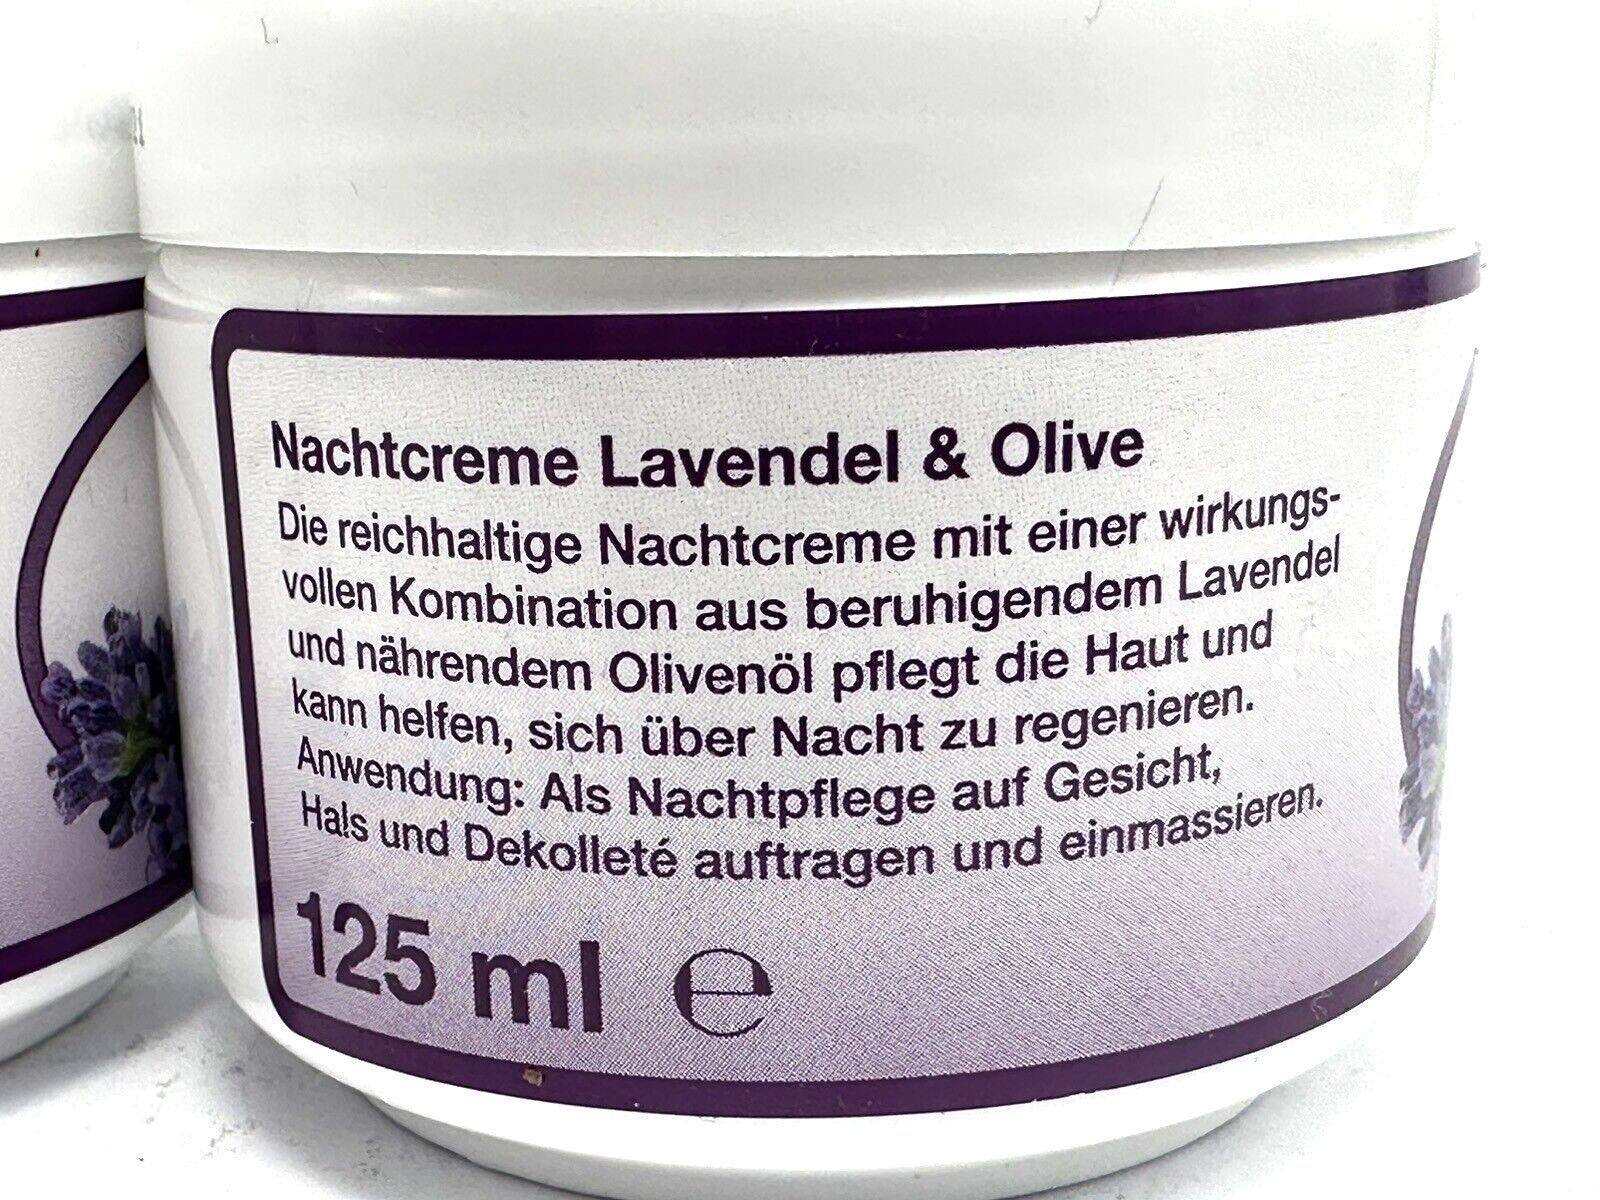 Nachtcreme Lavendel & Olive
Die reichhaltige Nachtcreme mit einer wirkungs-
vollen Kombination aus beruhigendem Lavendel
und nährendem Olivenöl pflegt die Haut und
kann helfen, sich über Nacht zu regenieren.
Anwendung: Als Nachtpflege auf Gesicht,
Hals und Dekolleté auftragen und einmassieren.
125 ml ℮